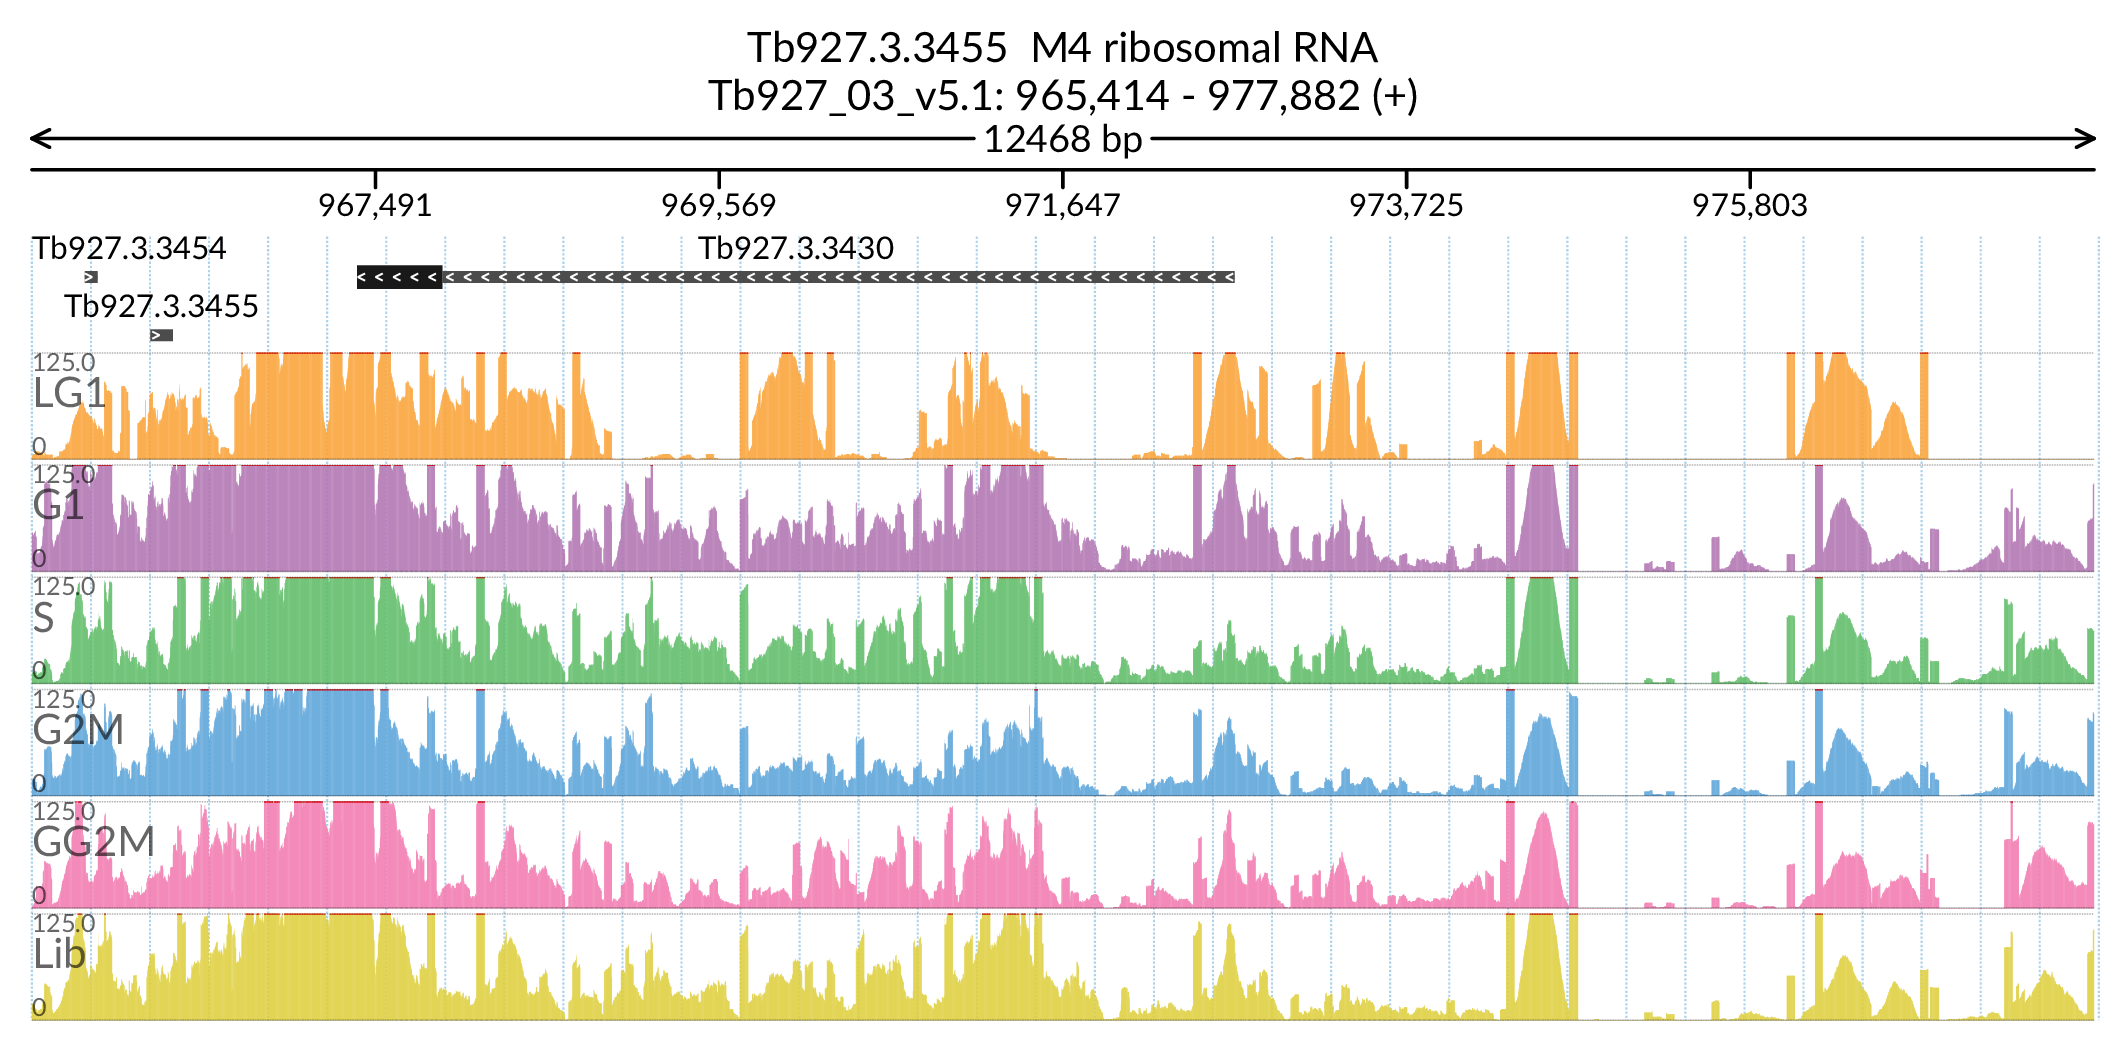 Tb927.3.3455  M4 ribosomal RNA
Tb927_03_v5.1: 965,414 - 977,882 (+)
12468 bp
967,491 969,569 971,647 973,725 975,803
Tb927.3.3454 Tb927.3.3430
Tb927.3.3455
125.0
LG1
0
125.0
G1
0
125.0
S
0
125.0
G2M
0
125.0
GG2M
0
125.0
Lib
0